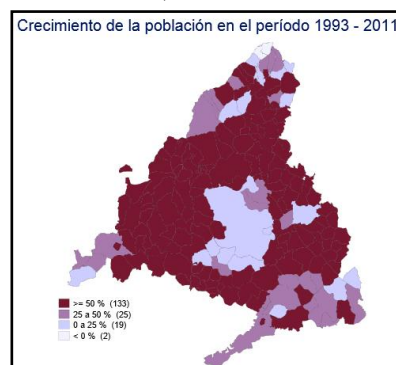 Crecimiento de la población en el período 1993 - 2011
>= 50 % (133)
25 a 50 % (25)
0 a 25 % (19)
< 0 % (2)